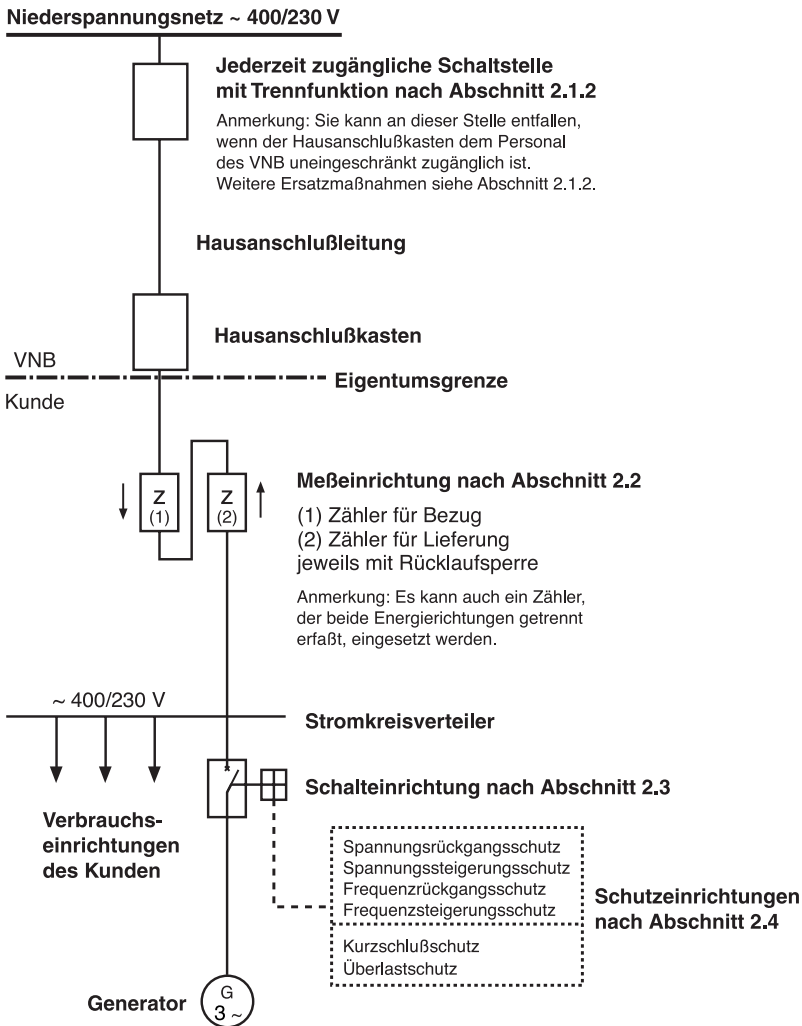 Niederspannungsnetz ~ 400/230 V
Jederzeit zugängliche Schaltstelle
mit Trennfunktion nach Abschnitt 2.1.2
Anmerkung: Sie kann an dieser Stelle entfallen,
wenn der Hausanschlußkasten dem Personal
des VNB uneingeschränkt zugänglich ist.
Weitere Ersatzmaßnahmen siehe Abschnitt 2.1.2.
Hausanschlußleitung
Hausanschlußkasten
VNB
Eigentumsgrenze
Kunde
Z
(1)
Z
(2)
Meßeinrichtung nach Abschnitt 2.2
(1) Zähler für Bezug
(2) Zähler für Lieferung
jeweils mit Rücklaufsperre
Anmerkung: Es kann auch ein Zähler,
der beide Energierichtungen getrennt
erfaßt, eingesetzt werden.
~ 400/230 V
Stromkreisverteiler
Schalteinrichtung nach Abschnitt 2.3
Verbrauchs-
einrichtungen
des Kunden
Spannungsrückgangsschutz
Spannungssteigerungsschutz
Frequenzrückgangsschutz
Frequenzsteigerungsschutz
Kurzschlußschutz
Überlastschutz
Schutzeinrichtungen
nach Abschnitt 2.4
Generator
G
3 ~